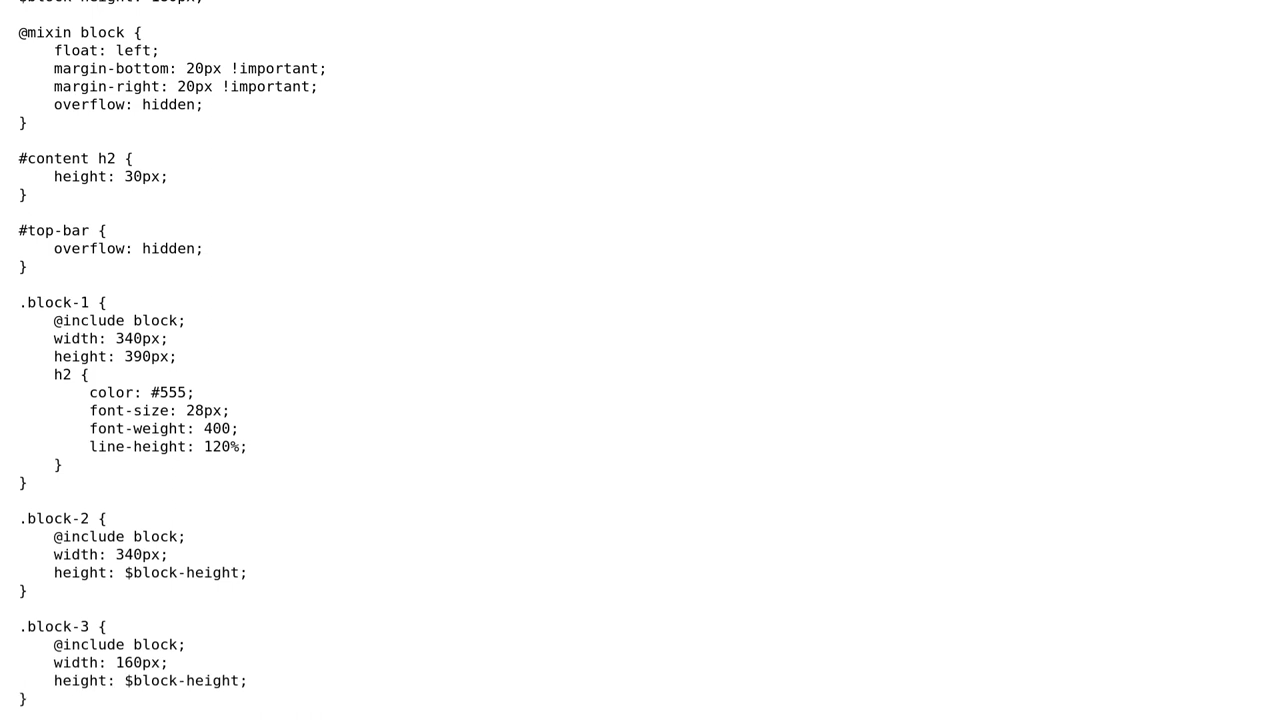 @mixin block {
    float: left;
    margin-bottom: 20px !important;
    margin-right: 20px !important;
    overflow: hidden;
}

#content h2 {
    height: 30px;
}

#top-bar {
    overflow: hidden;
}

.block-1 {
    @include block;
    width: 340px;
    height: 390px;
    h2 {
        color: #555;
        font-size: 28px;
        font-weight: 400;
        line-height: 120%;
    }
}

.block-2 {
    @include block;
    width: 340px;
    height: $block-height;
}

.block-3 {
    @include block;
    width: 160px;
    height: $block-height;
}